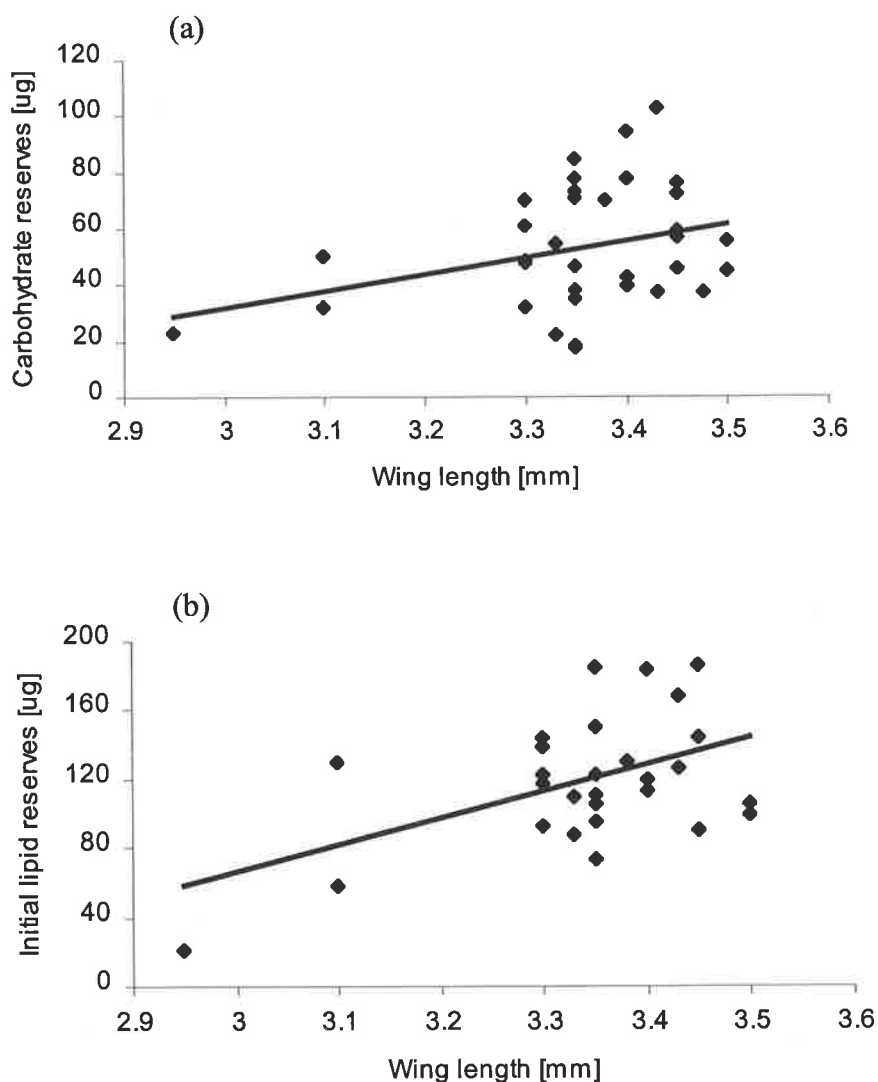 (a)
Carbohydrate reserves [ug]
120
100
80
60
40
20
0
2.9 3 3.1 3.2 3.3 3.4 3.5 3.6
Wing length [mm]
(b)
Initial lipid reserves [ug]
200
160
120
80
40
0
2.9 3 3.1 3.2 3.3 3.4 3.5 3.6
Wing length [mm]